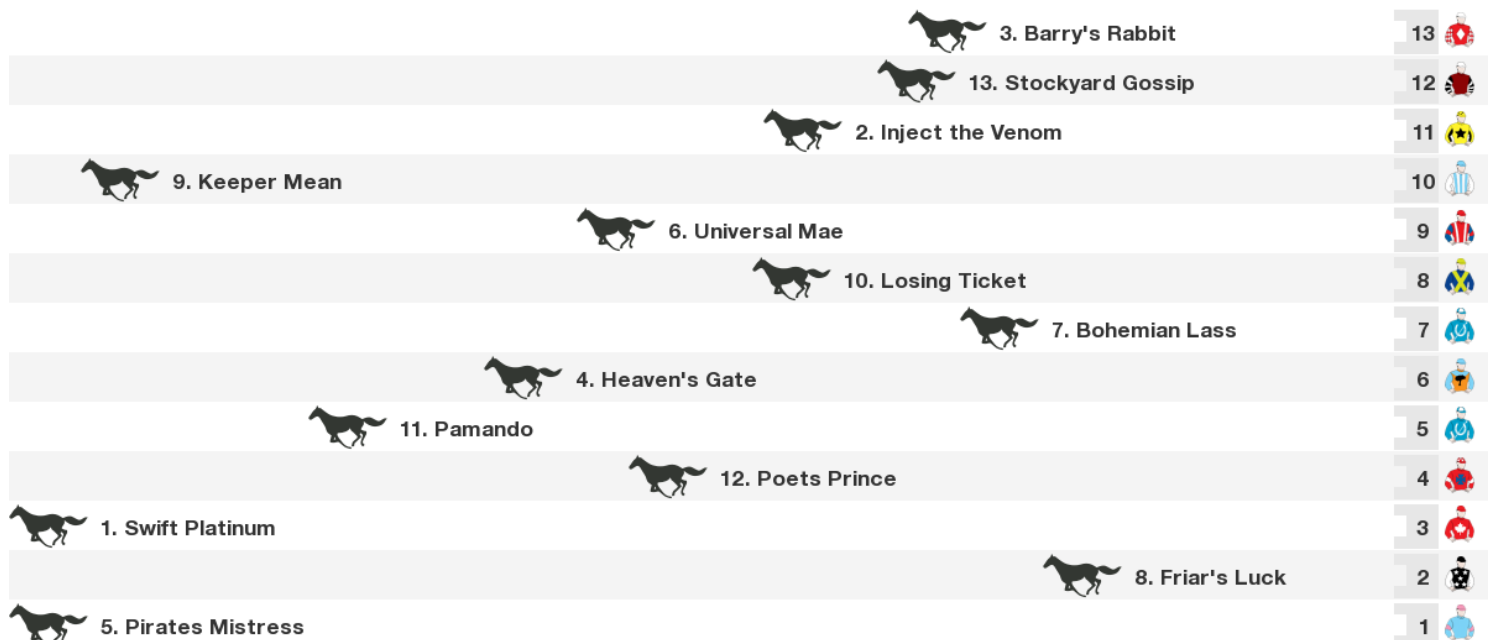 3. Barry's Rabbit 13
13. Stockyard Gossip 12
2. Inject the Venom 11
9. Keeper Mean 10
6. Universal Mae 9
10. Losing Ticket 8
7. Bohemian Lass 7
4. Heaven's Gate 6
11. Pamando 5
12. Poets Prince 4
1. Swift Platinum 3
8. Friar's Luck 2
5. Pirates Mistress 1